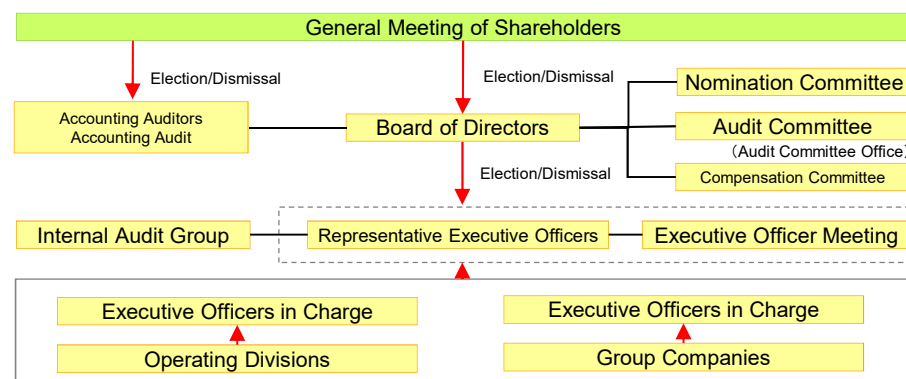 General Meeting of Shareholders
Election/Dismissal
Election/Dismissal
Nomination Committee
Accounting Auditors
Accounting Audit
Board of Directors
Audit Committee
（Audit Committee Office）
Election/Dismissal
Compensation Committee
Internal Audit Group
Representative Executive Officers
Executive Officer Meeting
Executive Officers in Charge
Executive Officers in Charge
Operating Divisions
Group Companies